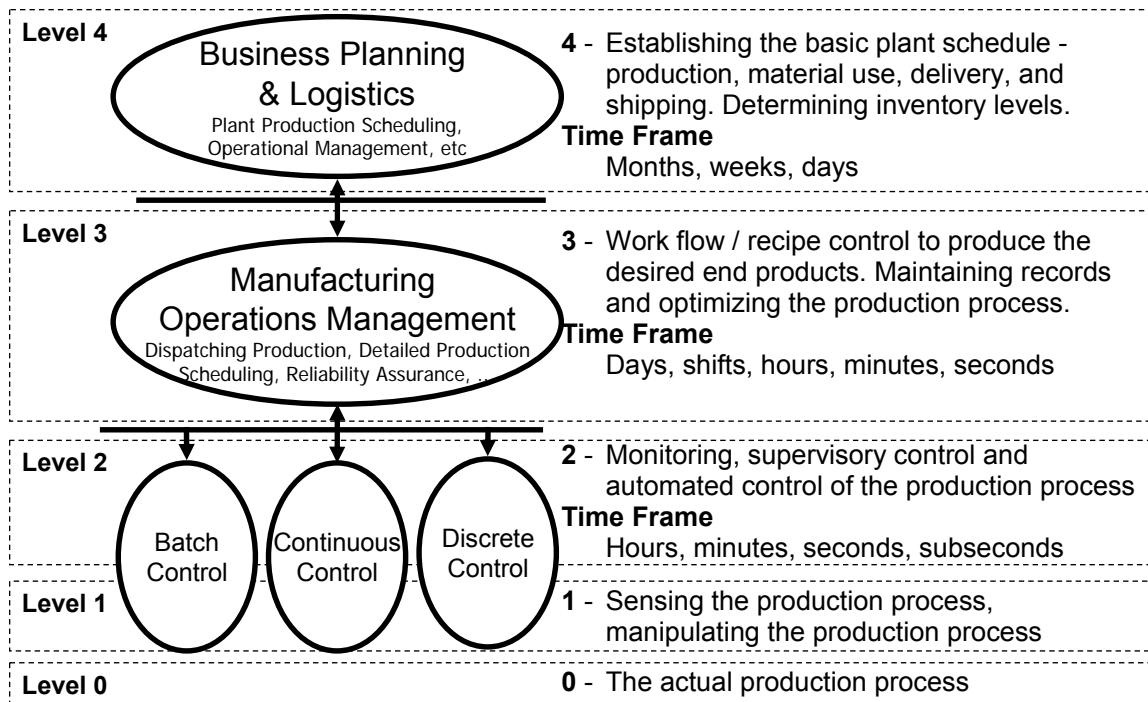 Level 4
Business Planning
& Logistics
Plant Production Scheduling,
Operational Management, etc
4 - Establishing the basic plant schedule -
production, material use, delivery, and
shipping. Determining inventory levels.
Time Frame
Months, weeks, days
Level 3
Manufacturing
Operations Management
Dispatching Production, Detailed Production
Scheduling, Reliability Assurance, ..
3 - Work flow / recipe control to produce the
desired end products. Maintaining records
and optimizing the production process.
Time Frame
Days, shifts, hours, minutes, seconds
Level 2
Batch
Control
Continuous
Control
Discrete
Control
2 - Monitoring, supervisory control and
automated control of the production process
Time Frame
Hours, minutes, seconds, subseconds
Level 1
1 - Sensing the production process,
manipulating the production process
Level 0
0 - The actual production process